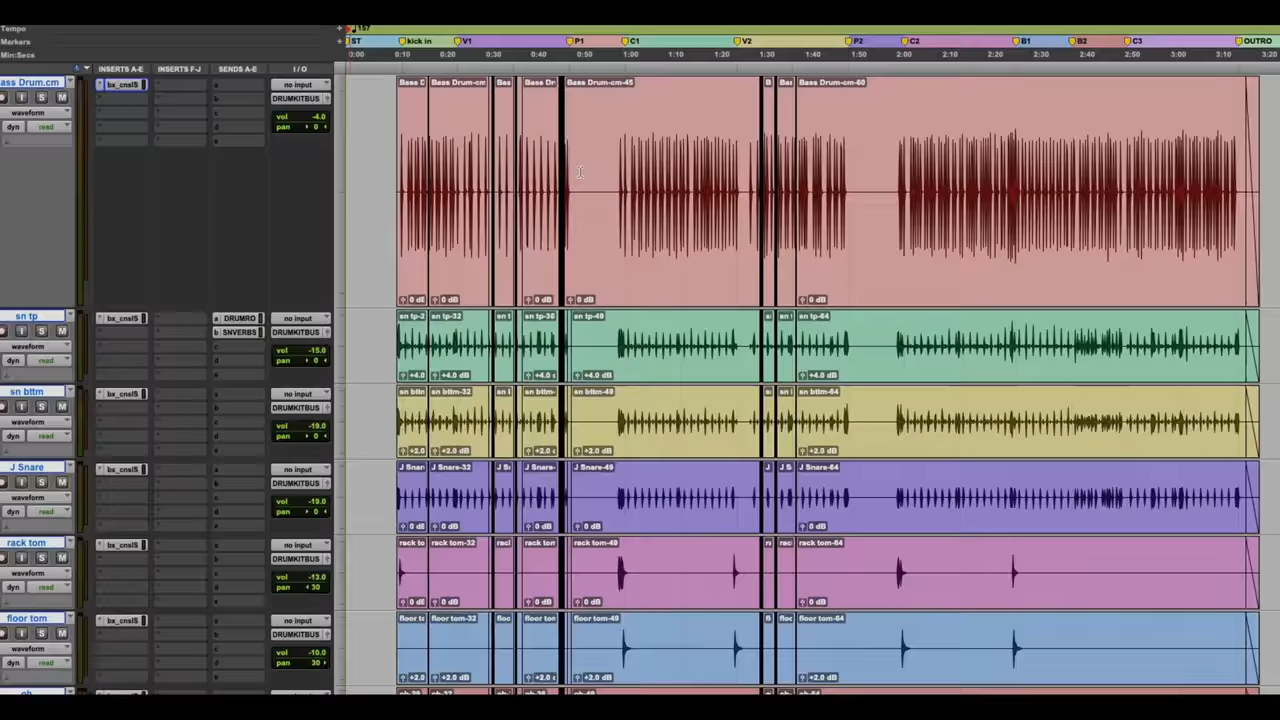 Tempo 167
Markers ST kick in V1 P1 C1 V2 P2 C2 B1 B2 C3 OUTRO
Min:Secs 0:00 0:10 0:20 0:30 0:40 0:50 1:00 1:10 1:20 1:30 1:40 1:50 2:00 2:10 2:20 2:30 2:40 2:50 3:00 3:10 3:20
INSERTS A-E INSERTS F-J SENDS A-E I / O
ass Drum.cm bx_cnslS a no input Bass D Bass Drum-cm Bas Bass Dr Bass Drum-cm-45 B Bas Bass Drum-cm-60
I S M b DRUMKITBUS
waveform c vol -4.0
dyn read d pan 0
e
0 dB 0 dB 0 dB 0 dB 0 dB
sn tp bx_cnslS a DRUMRO no input sn tp-2 sn tp-32 sn t sn tp-36 sn tp-49 sn tp-64
I S M b SNVERBS DRUMKITBUS
waveform c vol -15.0
dyn read d pan 0
e +4.0 +4.0 dB +4.0 +4.0 dB +4.0 dB
sn bttm bx_cnslS a no input sn bttm sn bttm-32 sn bttm- sn bttm-49 sn bttm-64
I S M b DRUMKITBUS
waveform c vol -19.0
dyn read d pan 0
e +2.0 +2.0 dB +2.0 +2.0 dB +2.0 dB
J Snare bx_cnslS a no input J Snar J Snare-32 J Sn J Snare- J Snare-49 J J S J Snare-64
I S M b DRUMKITBUS
waveform c vol -19.0
dyn read d pan 0
e 0 dB 0 dB 0 dB 0 dB 0 dB
rack tom bx_cnslS a no input rack to rack tom-32 rack rack tom rack tom-49 rac rack tom-64
I S M b DRUMKITBUS
waveform c vol -13.0
dyn read d pan 30
e 0 dB 0 dB 0 dB 0 dB 0 dB
floor tom bx_cnslS a no input floor to floor tom-32 floo floor ton floor tom-49 fl floo floor tom-64
I S M b DRUMKITBUS
waveform c vol -10.0
dyn read d pan 30
e +2.0 +2.0 dB +2.0 +2.0 dB +2.0 dB